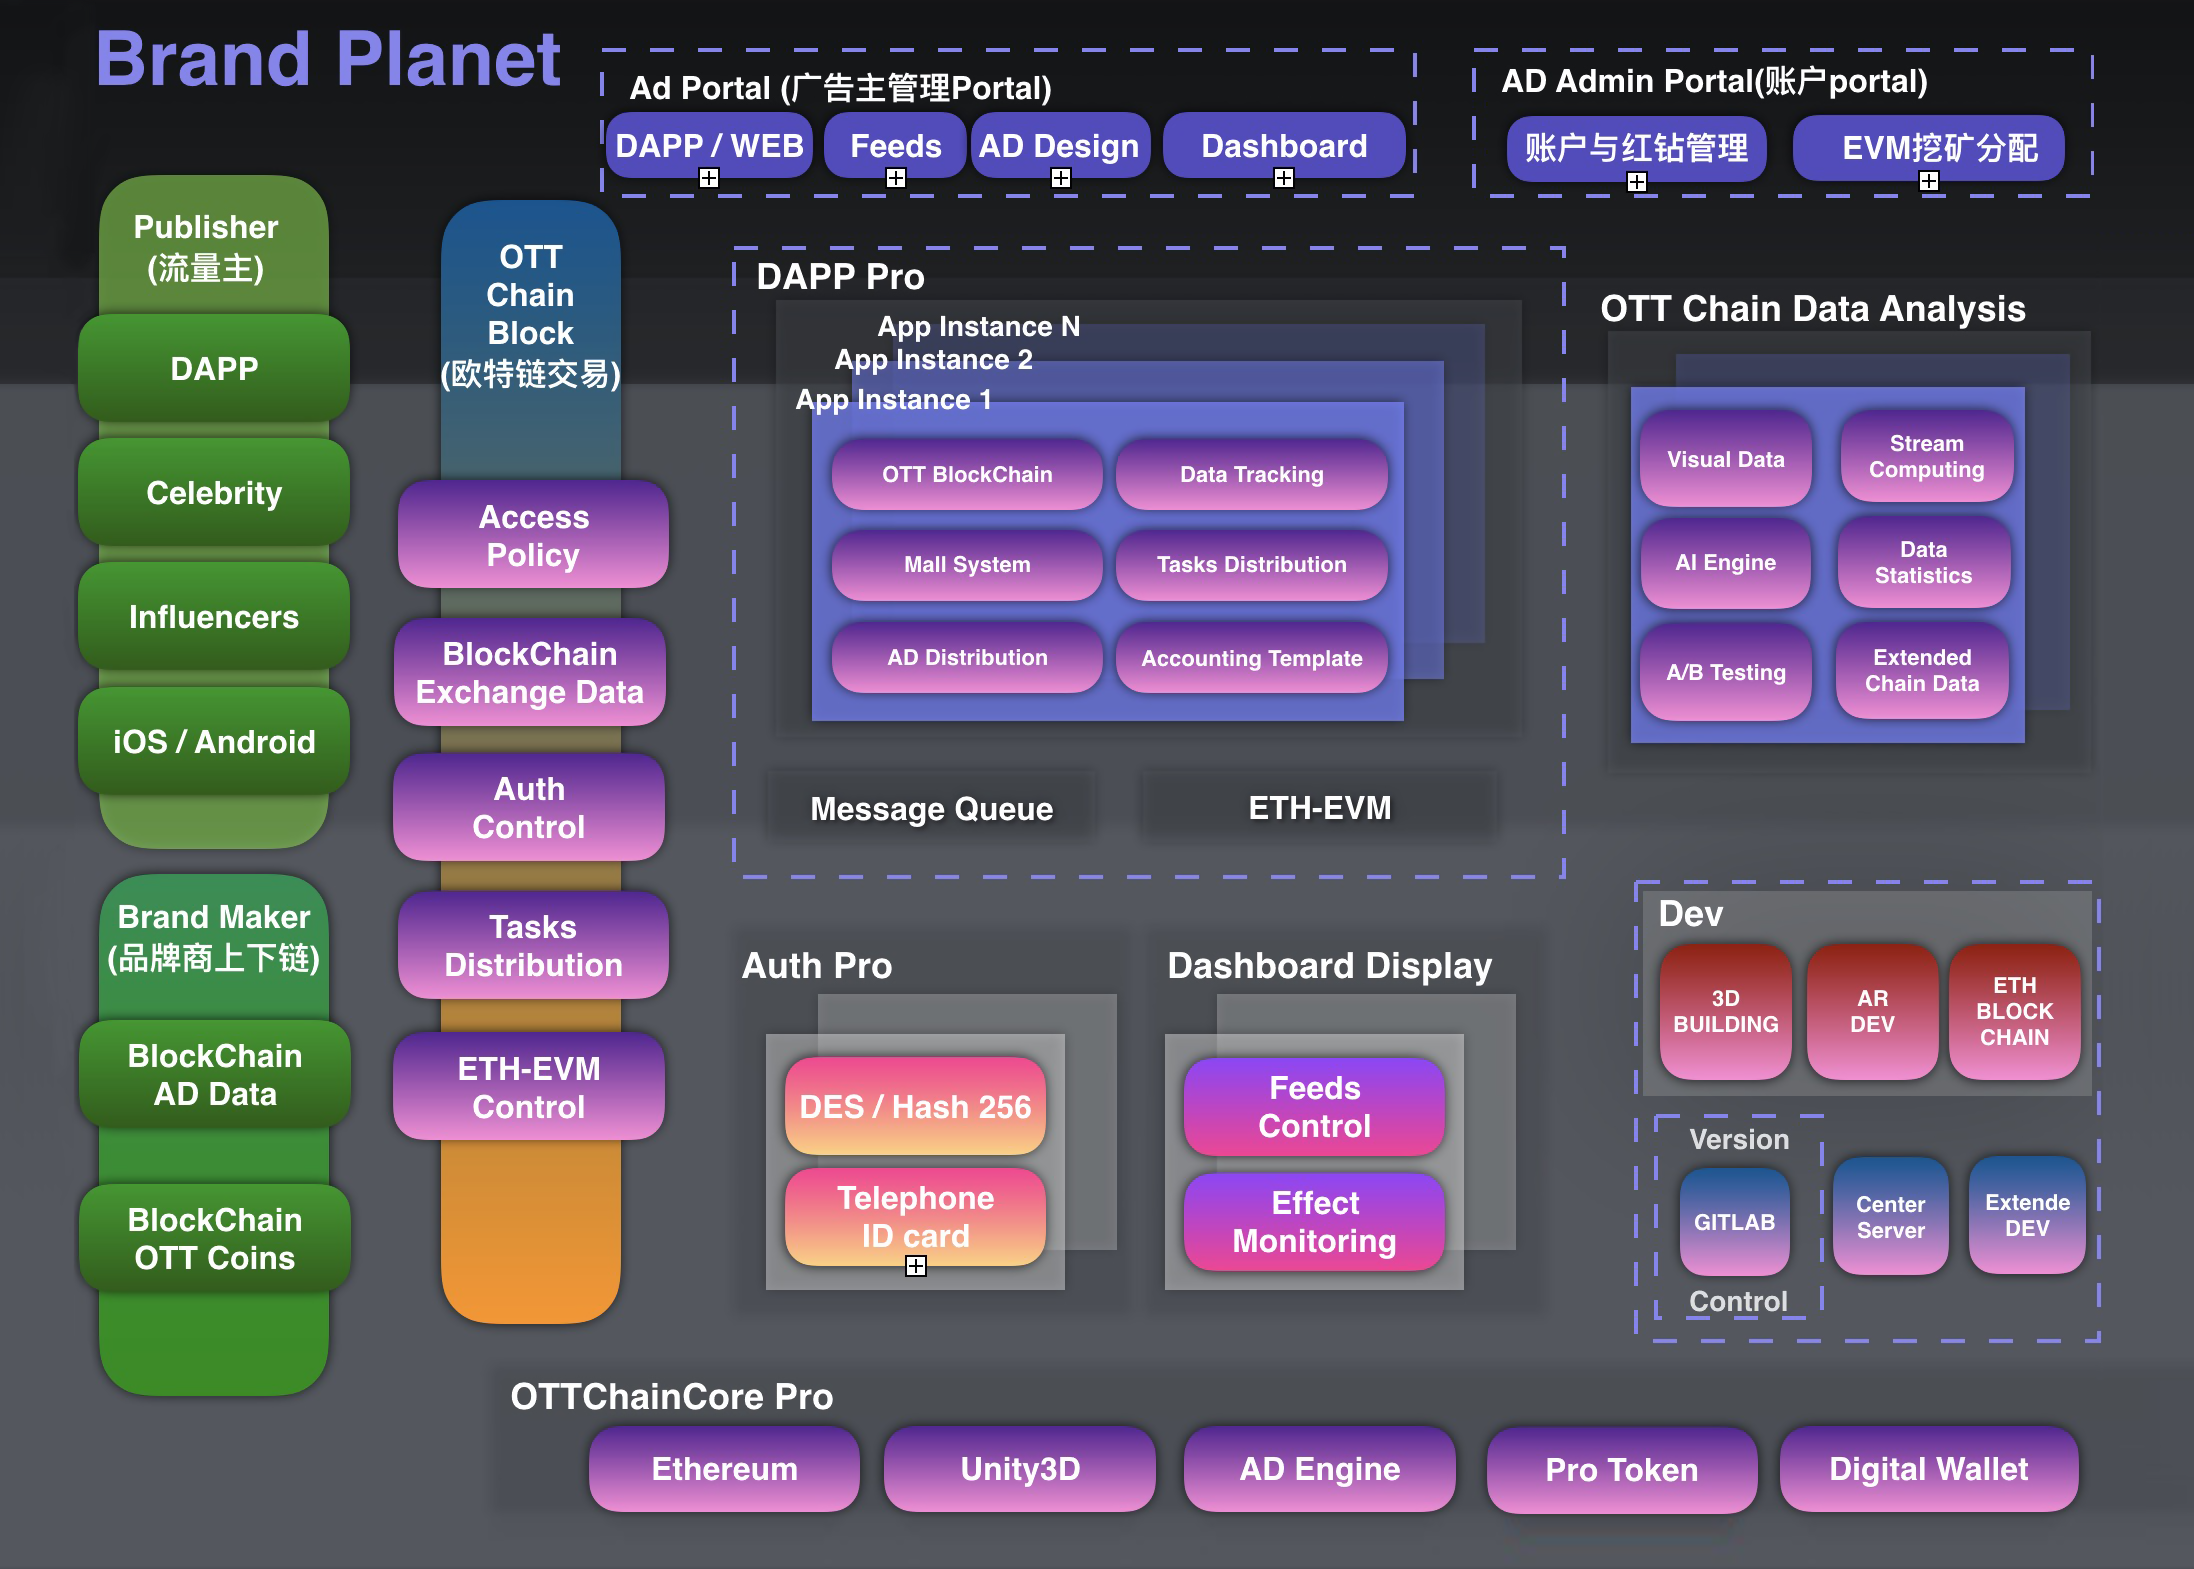 Brand Planet
Ad Portal (广告主管理Portal)
DAPP / WEB
Feeds
AD Design
Dashboard
AD Admin Portal(账户portal)
账户与红钻管理
EVM挖矿分配
Publisher
(流量主)
DAPP
Celebrity
Influencers
iOS / Android
Brand Maker
(品牌商上下链)
BlockChain
AD Data
BlockChain
OTT Coins
OTT
Chain
Block
(欧特链交易)
Access
Policy
BlockChain
Exchange Data
Auth
Control
Tasks
Distribution
ETH-EVM
Control
DAPP Pro
App Instance N
App Instance 2
App Instance 1
OTT BlockChain
Data Tracking
Mall System
Tasks Distribution
AD Distribution
Accounting Template
Message Queue
ETH-EVM
OTT Chain Data Analysis
Visual Data
Stream
Computing
AI Engine
Data
Statistics
A/B Testing
Extended
Chain Data
Auth Pro
DES / Hash 256
Telephone
ID card
Dashboard Display
Feeds
Control
Effect
Monitoring
Dev
3D
BUILDING
AR
DEV
ETH
BLOCK
CHAIN
Version
GITLAB
Control
Center
Server
Extende
DEV
OTTChainCore Pro
Ethereum
Unity3D
AD Engine
Pro Token
Digital Wallet